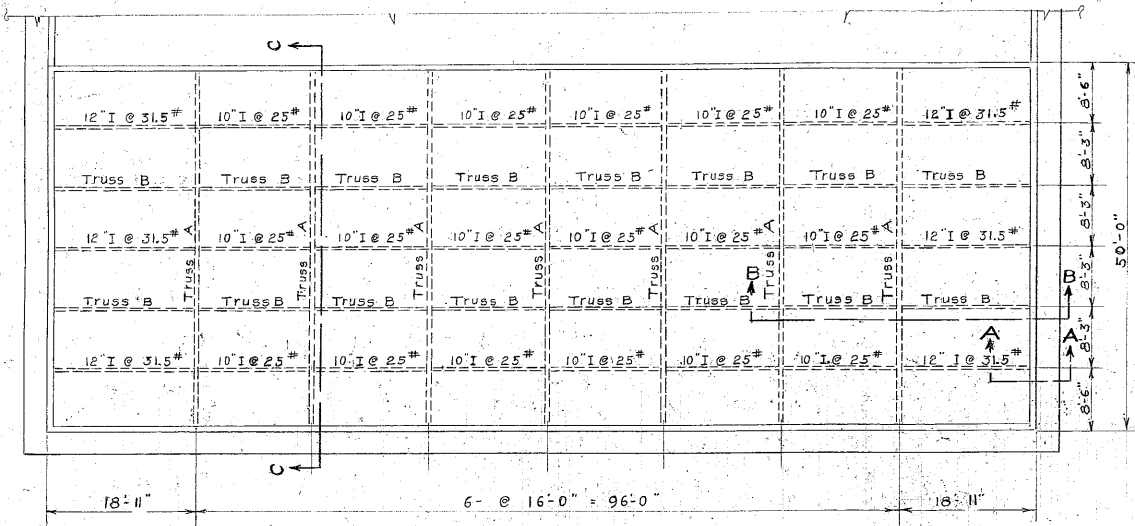 C
12"I @ 31.5# 10"I @ 25# 10"I @ 25# 10"I @ 25# 10"I @ 25# 10"I @ 25# 10"I @ 25# 12"I @ 31.5#
8'-6"
Truss B Truss B Truss B Truss B Truss B Truss B Truss B Truss B
8'-3"
12"I @ 31.5# 10"I @ 25# 10"I @ 25# 10"I @ 25# 10"I @ 25# 10"I @ 25# 10"I @ 25# 12"I @ 31.5#
8'-3"
Truss A Truss A Truss A Truss A Truss A Truss A Truss A
50'-0"
B B
8'-3"
Truss B Truss B Truss B Truss B Truss B Truss B Truss B Truss B
A A
8'-3"
12"I @ 31.5# 10"I @ 25# 10"I @ 25# 10"I @ 25# 10"I @ 25# 10"I @ 25# 10"I @ 25# 12"I @ 31.5#
8'-6"
C
18'-11" 6- @ 16'-0" = 96'-0" 18'-11"